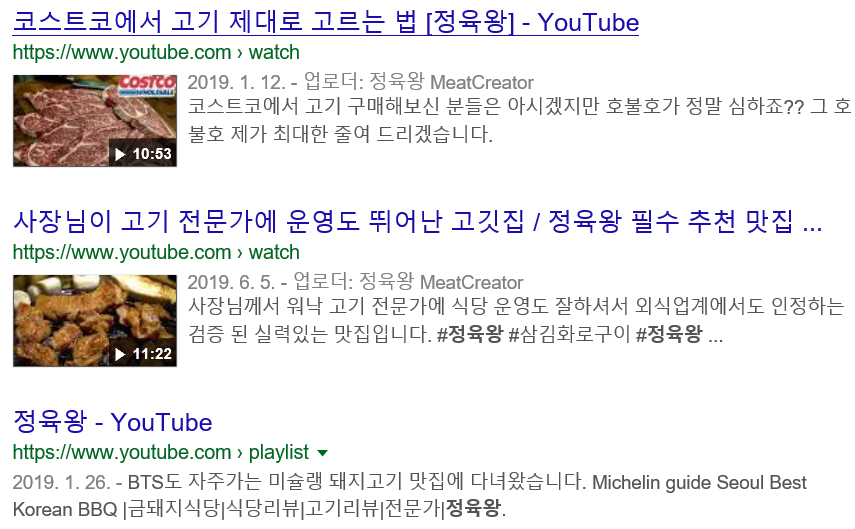 코스트코에서 고기 제대로 고르는 법 [정육왕] - YouTube
https://www.youtube.com › watch
COSTCO
WHOLESALE
10:53
2019. 1. 12. - 업로더: 정육왕 MeatCreator
코스트코에서 고기 구매해보신 분들은 아시겠지만 호불호가 정말 심하죠?? 그 호
불호 제가 최대한 줄여 드리겠습니다.
사장님이 고기 전문가에 운영도 뛰어난 고깃집 / 정육왕 필수 추천 맛집 ...
https://www.youtube.com › watch
11:22
2019. 6. 5. - 업로더: 정육왕 MeatCreator
사장님께서 워낙 고기 전문가에 식당 운영도 잘하셔서 외식업계에서도 인정하는
검증 된 실력있는 맛집입니다. #정육왕 #삼김화로구이 #정육왕 ...
정육왕 - YouTube
https://www.youtube.com › playlist
2019. 1. 26. - BTS도 자주가는 미슐랭 돼지고기 맛집에 다녀왔습니다. Michelin guide Seoul Best
Korean BBQ |금돼지식당|식당리뷰|고기리뷰|전문가|정육왕.